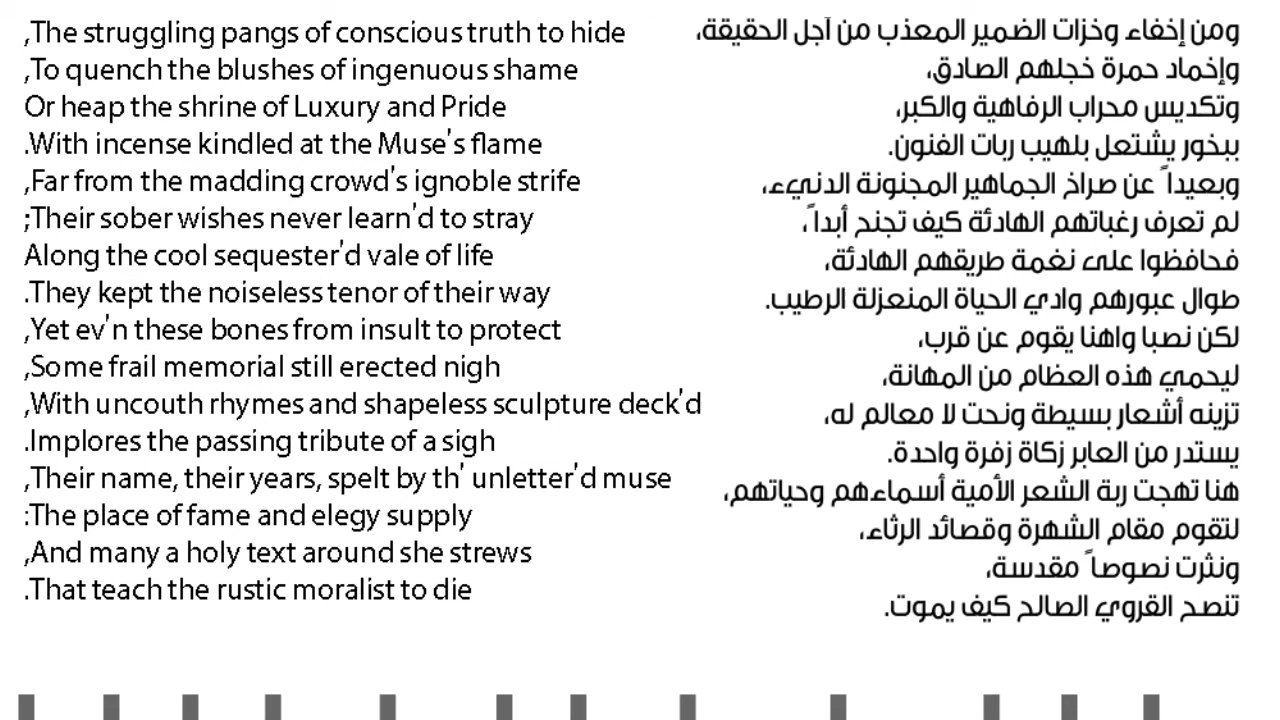 ,The struggling pangs of conscious truth to hide
,To quench the blushes of ingenuous shame
Or heap the shrine of Luxury and Pride
.With incense kindled at the Muse's flame
,Far from the madding crowd's ignoble strife
;Their sober wishes never learn'd to stray
Along the cool sequester'd vale of life
.They kept the noiseless tenor of their way
,Yet ev'n these bones from insult to protect
,Some frail memorial still erected nigh
,With uncouth rhymes and shapeless sculpture deck'd
.Implores the passing tribute of a sigh
,Their name, their years, spelt by th' unletter'd muse
:The place of fame and elegy supply
,And many a holy text around she strews
.That teach the rustic moralist to die
ومن إخفاء وخزات الضمير المعذب من آجل الحقيقة،
وإخماد حمرة خجلهم الصادق،
وتكديس محراب الرفاهية والكبر،
ببخور يشتعل بلهيب ربات الفنون.
وبعيداً عن صراخ الجماهير المجنونة الدنيء،
لم تعرف رغباتهم الهادئة كيف تجنح أبداً،
فحافظوا على نغمة طريقهم الهادئة،
طوال عبورهم وادي الحياة المنعزلة الرطيب.
لكن نصبا واهنا يقوم عن قرب،
ليحمي هذه العظام من المهانة،
تزينه أشعار بسيطة ونحت لا معالم له،
يستدر من العابر زكاة زفرة واحدة.
هنا تهجت ربة الشعر الأمية أسماءهم وحياتهم،
لتقوم مقام الشهرة وقصائد الرثاء،
ونثرت نصوصاً مقدسة،
تنصح القروي الصالح كيف يموت.